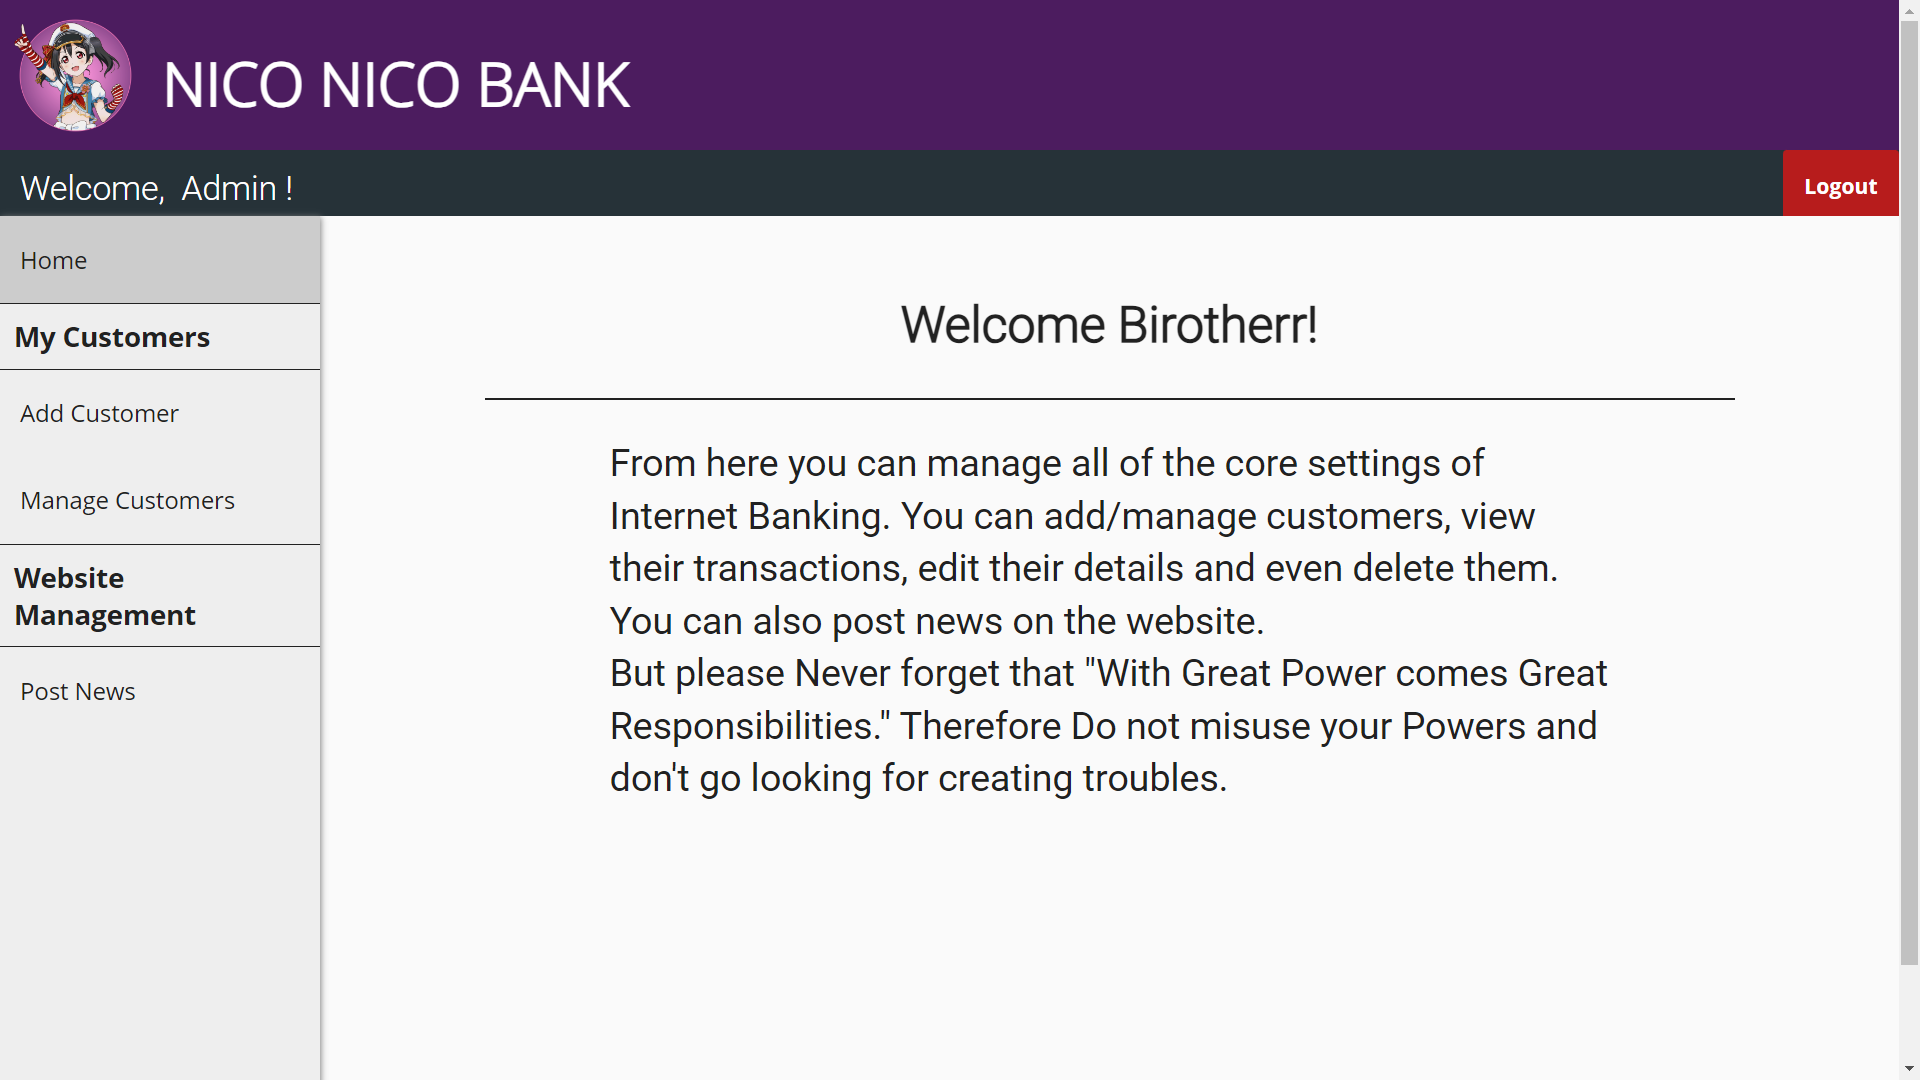 NICO NICO BANK
Welcome, Admin !
Logout
Home
My Customers
Add Customer
Manage Customers
Website
Management
Post News
Welcome Birotherr!
From here you can manage all of the core settings of
Internet Banking. You can add/manage customers, view
their transactions, edit their details and even delete them.
You can also post news on the website.
But please Never forget that "With Great Power comes Great
Responsibilities." Therefore Do not misuse your Powers and
don't go looking for creating troubles.